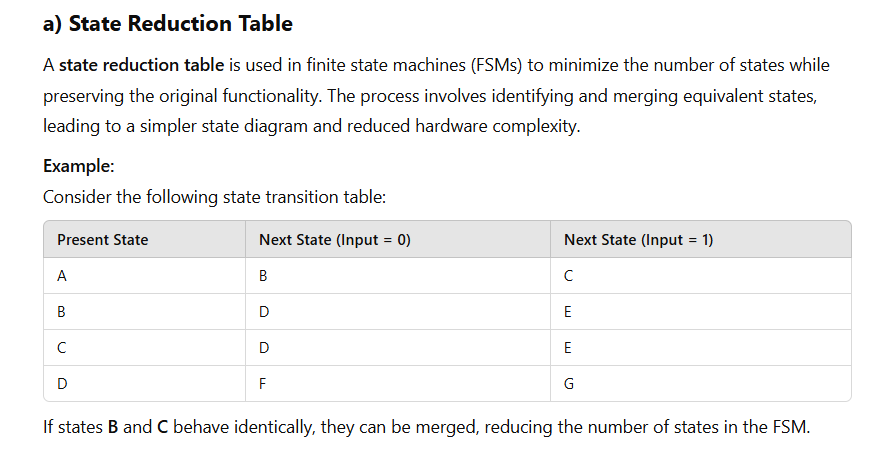 a) State Reduction Table
A state reduction table is used in finite state machines (FSMs) to minimize the number of states while
preserving the original functionality. The process involves identifying and merging equivalent states,
leading to a simpler state diagram and reduced hardware complexity.
Example:
Consider the following state transition table:
Present State Next State (Input = 0) Next State (Input = 1)
A B C
B D E
C D E
D F G
If states B and C behave identically, they can be merged, reducing the number of states in the FSM.